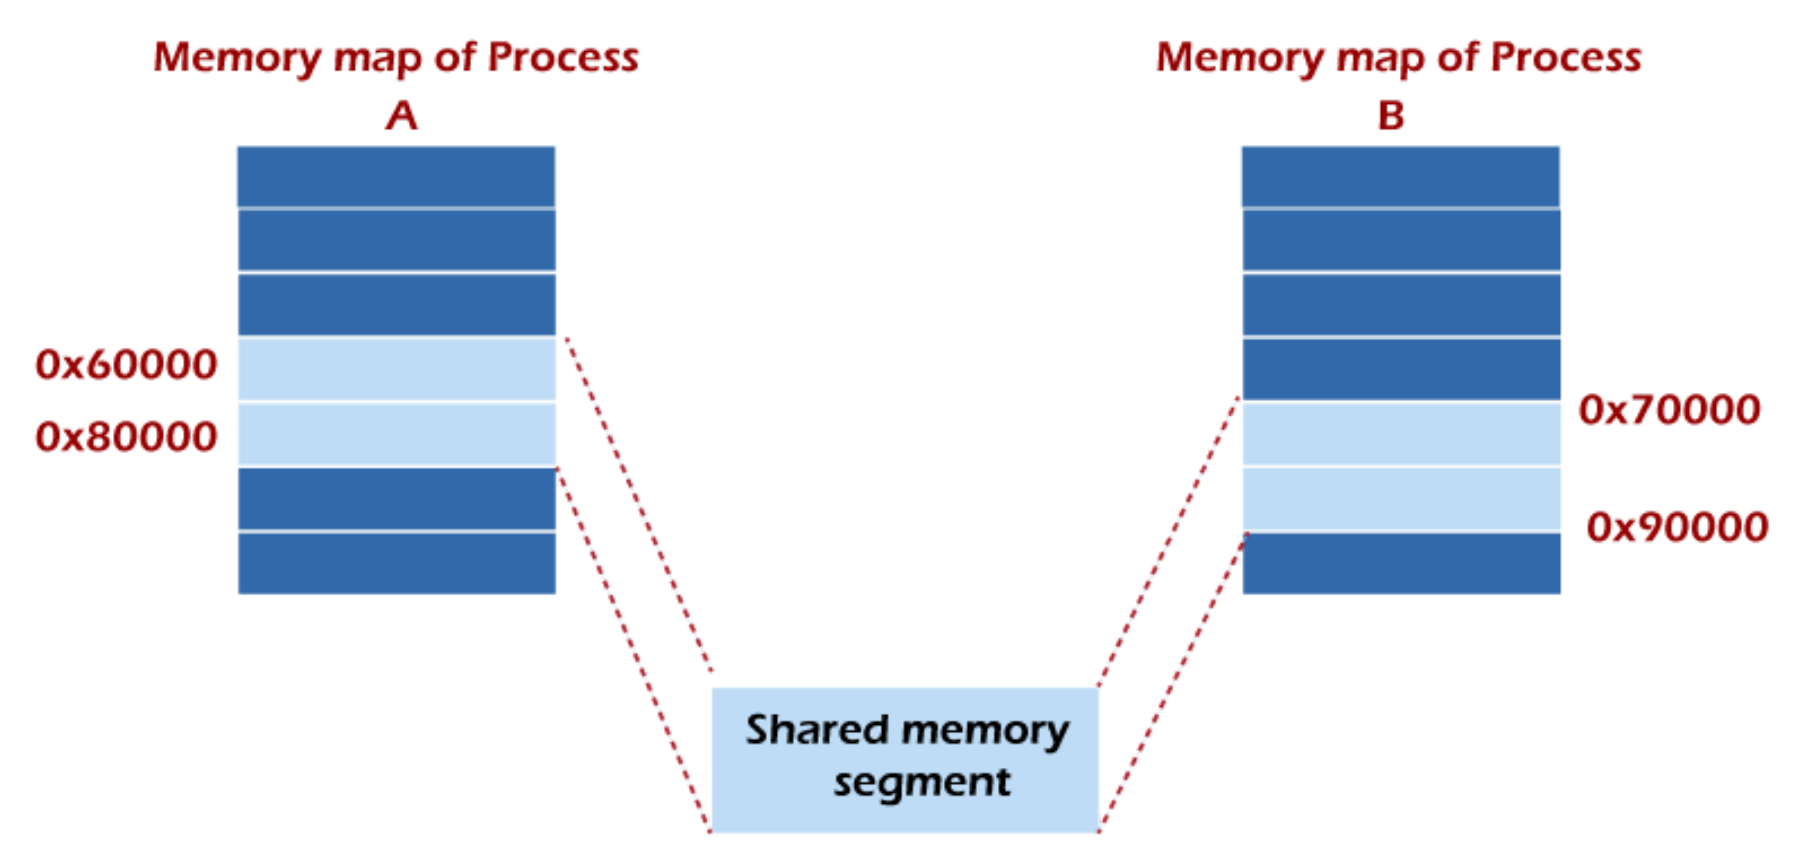 Memory map of Process
A
Memory map of Process
B
0x60000
0x80000
0x70000
0x90000
Shared memory
segment